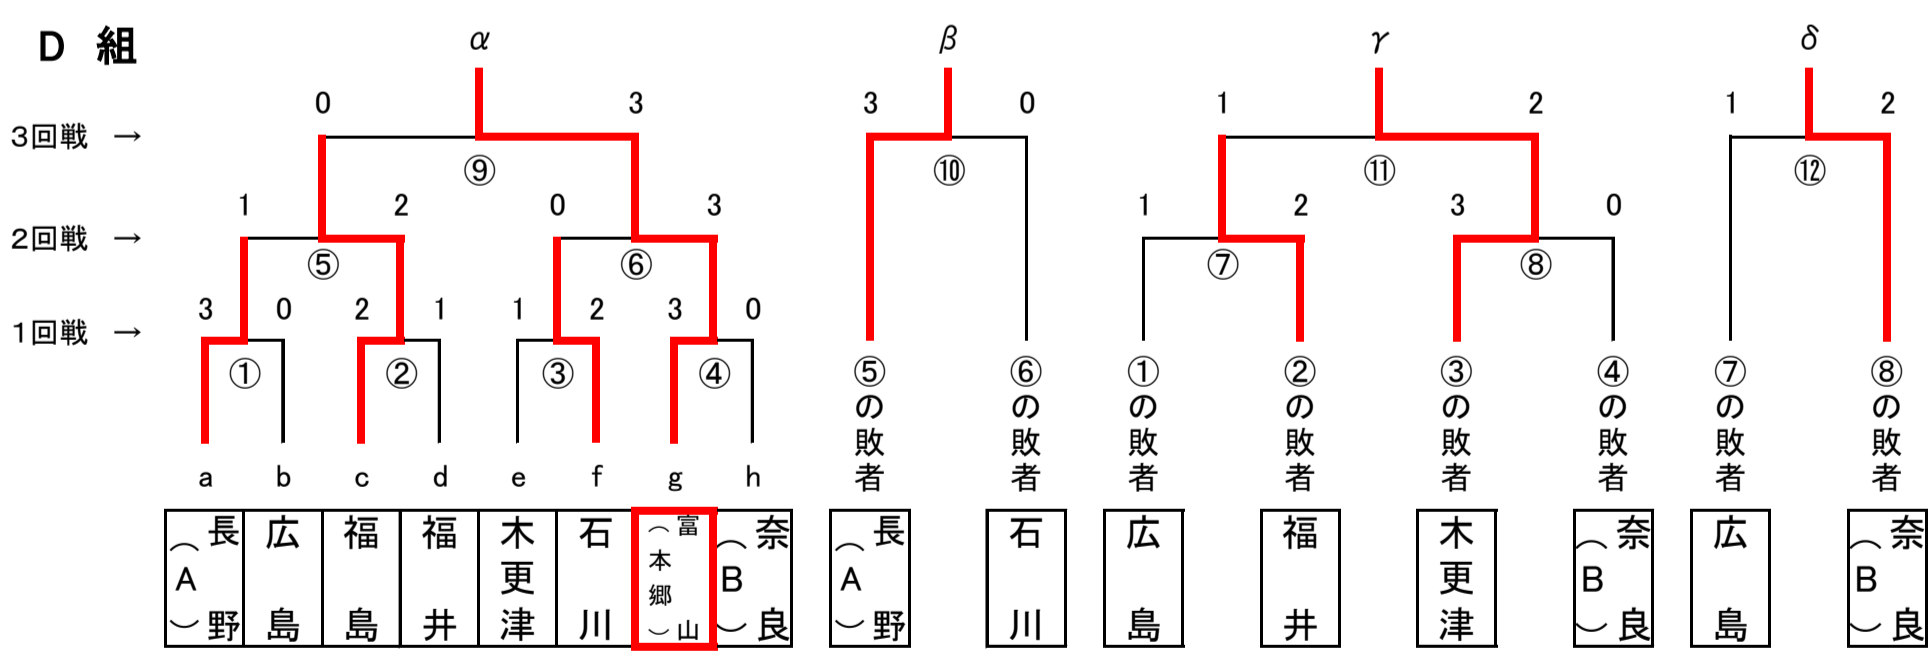 D 組
α β γ δ
0 3 3 0 1 2 1 2
3回戦 →
⑨ ⑩ ⑪ ⑫
1 2 0 3 1 2 3 0
2回戦 →
⑤ ⑥ ⑦ ⑧
3 0 2 1 1 2 3 0
1回戦 →
① ② ③ ④
⑤の敗者
⑥の敗者
①の敗者
②の敗者
③の敗者
④の敗者
⑦の敗者
⑧の敗者
a b c d e f g h
長野(A)
広島
福島
福井
木更津
石川
富山(本郷)
奈良(B)
長野(A)
石川
広島
福井
木更津
奈良(B)
広島
奈良(B)